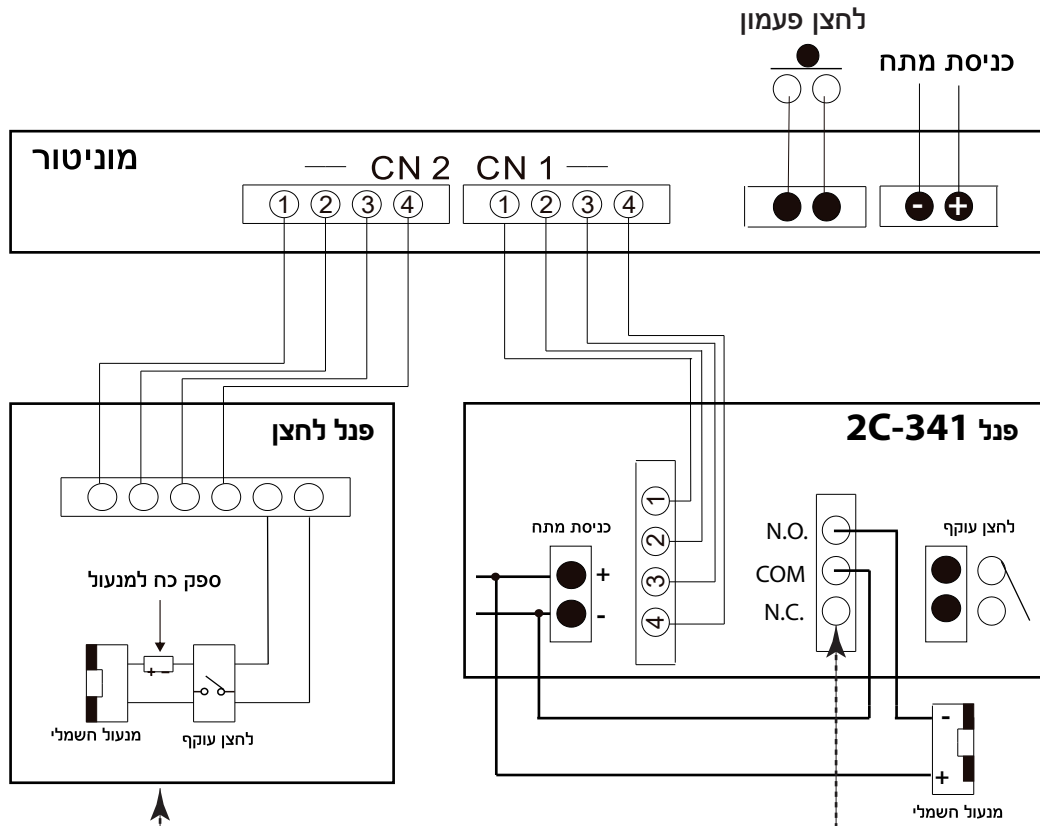 לחצן פעמון
כניסת מתח
מוניטור
CN 2 CN 1
1 2 3 4
1 2 3 4
- +
פנל לחצן
פנל 2C-341
כניסת מתח
+
-
1
2
3
4
N.O.
COM
N.C.
לחצן עוקף
ספק כח למנעול
+ -
מנעול חשמלי
לחצן עוקף
-
+
מנעול חשמלי